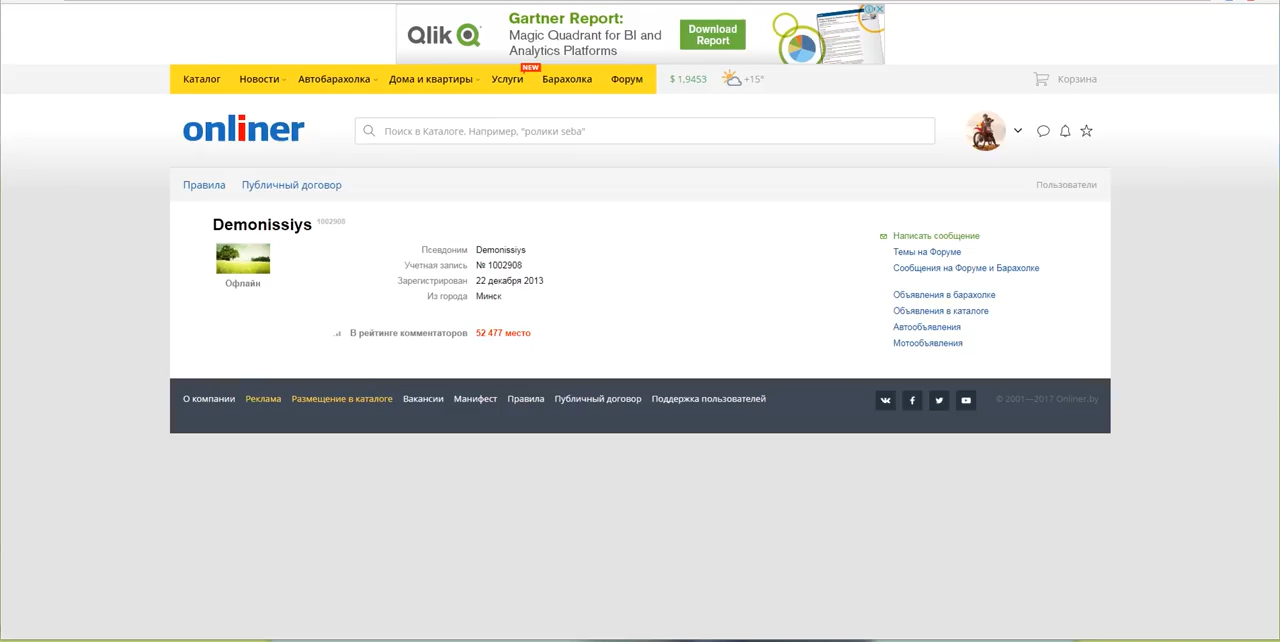 Qlik
Gartner Report:
Magic Quadrant for BI and
Analytics Platforms
Download
Report
Каталог Новости Автобарахолка Дома и квартиры Услуги NEW Барахолка Форум $ 1,9453 +15° Корзина
onliner
Поиск в Каталоге. Например, "ролики seba"
Правила Публичный договор Пользователи
Demonissiys 1002908
Офлайн
Псевдоним Demonissiys
Учетная запись № 1002908
Зарегистрирован 22 декабря 2013
Из города Минск
В рейтинге комментаторов 52 477 место
Написать сообщение
Темы на Форуме
Сообщения на Форуме и Барахолке
Объявления в барахолке
Объявления в каталоге
Автообъявления
Мотообъявления
О компании Реклама Размещение в каталоге Вакансии Манифест Правила Публичный договор Поддержка пользователей © 2001—2017 Onliner.by